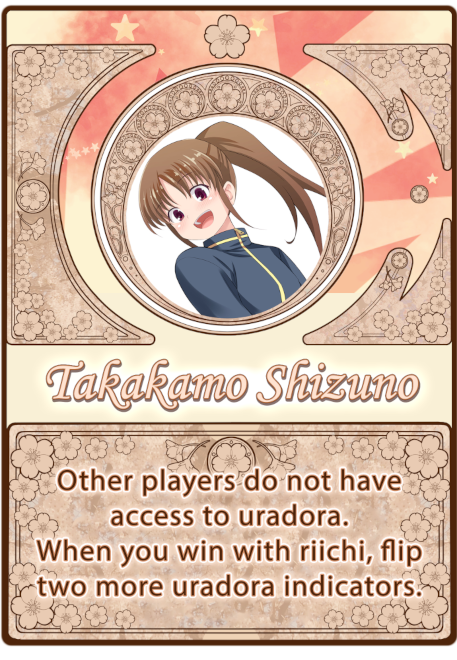 Takakamo Shizuno
Other players do not have
access to uradora.
When you win with riichi, flip
two more uradora indicators.